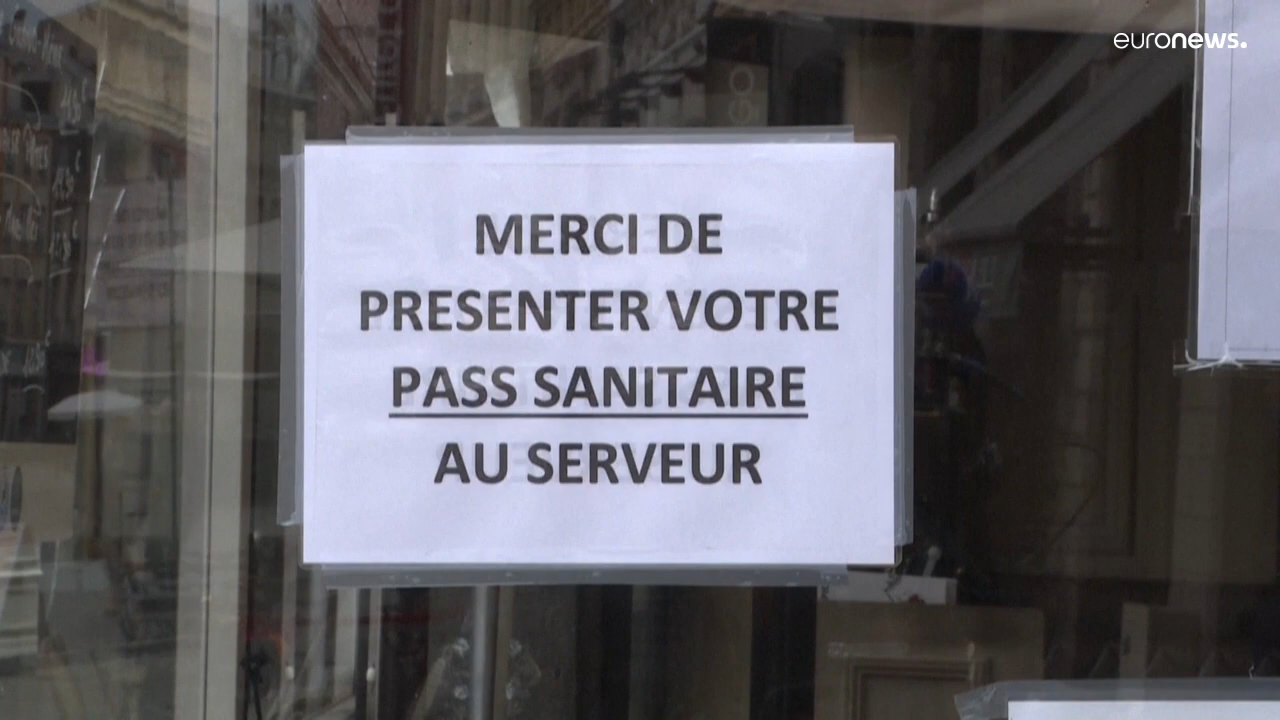 euronews.
MERCI DE
PRESENTER VOTRE
PASS SANITAIRE
AU SERVEUR